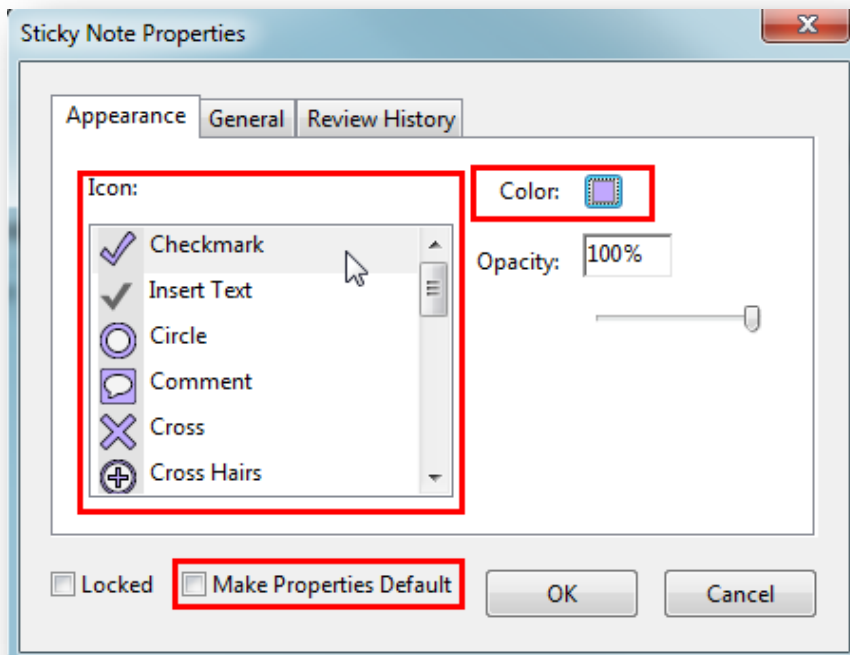 Sticky Note Properties
Appearance General Review History
Icon:
Color:
Checkmark
Opacity: 100%
Insert Text
Circle
Comment
Cross
Cross Hairs
Locked Make Properties Default OK Cancel